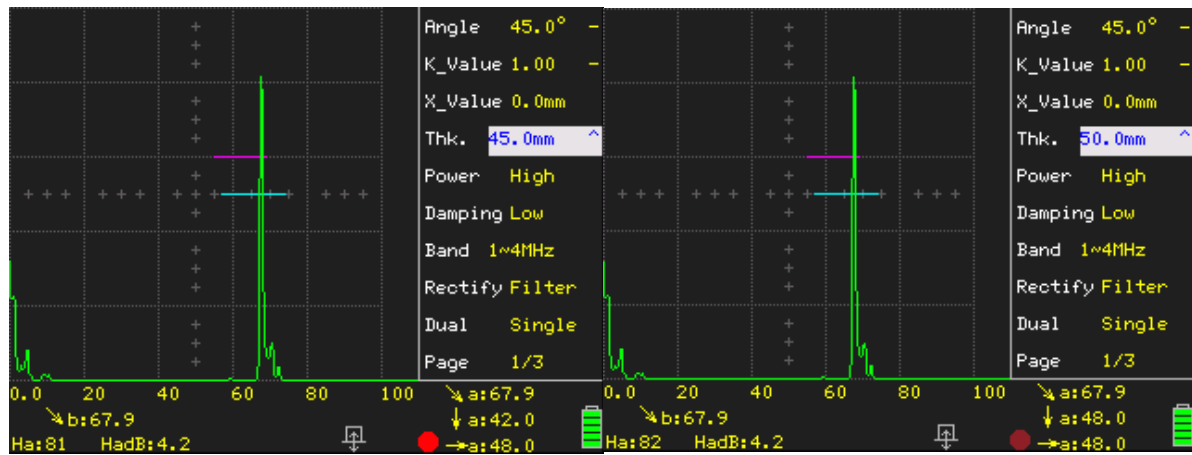 Angle 45.0° -
K_Value 1.00 -
X_Value 0.0mm
Thk. 45.0mm ^
Power High
Damping Low
Band 1~4MHz
Rectify Filter
Dual Single
Page 1/3
0.0 20 40 60 80 100
↘a:67.9
↘b:67.9
↓a:42.0
Ha:81 HadB:4.2
→a:48.0
Angle 45.0° -
K_Value 1.00 -
X_Value 0.0mm
Thk. 50.0mm ^
Power High
Damping Low
Band 1~4MHz
Rectify Filter
Dual Single
Page 1/3
0.0 20 40 60 80 100
↘a:67.9
↘b:67.9
↓a:48.0
Ha:82 HadB:4.2
→a:48.0